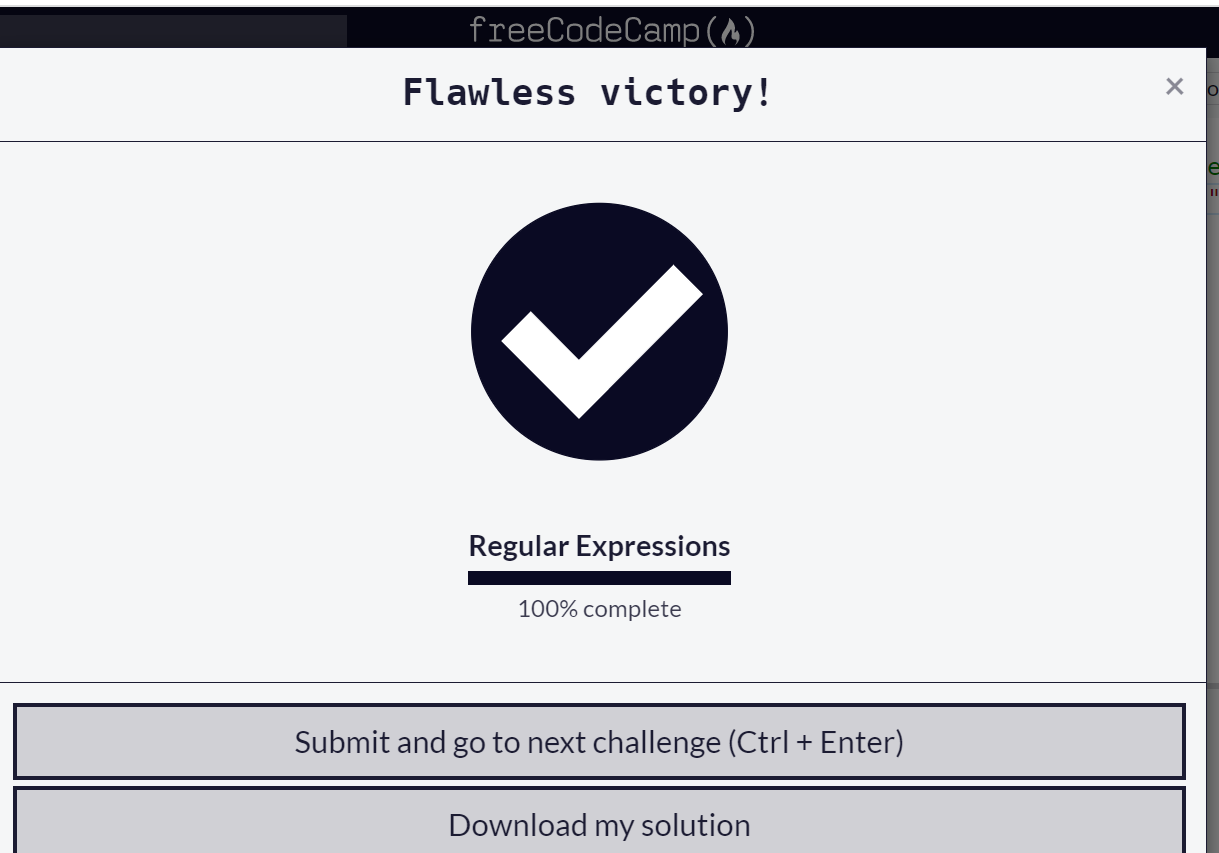 freeCodeCamp
Flawless victory!
Regular Expressions
100% complete
Submit and go to next challenge (Ctrl + Enter)
Download my solution